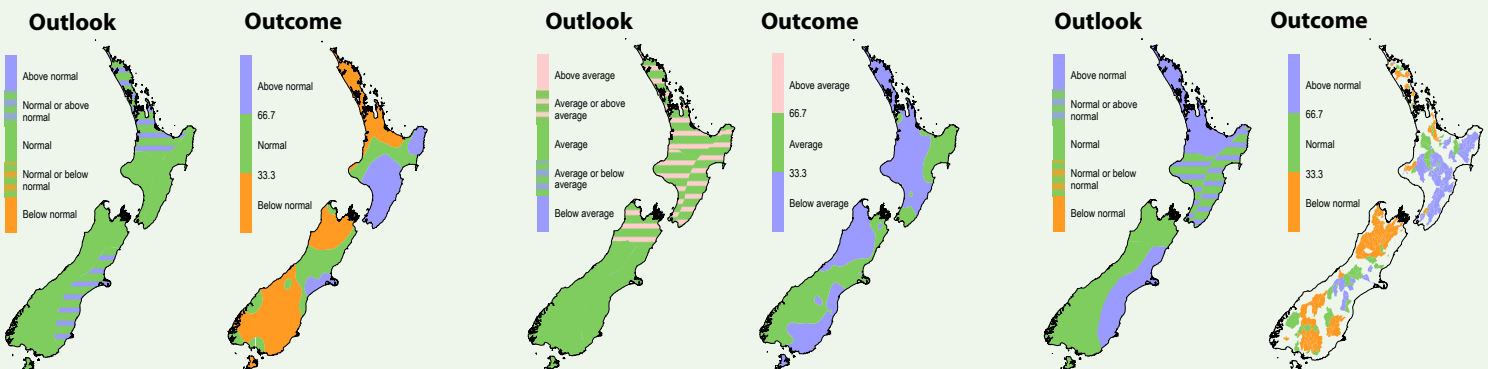 Outlook
Above normal
Normal or above
normal
Normal
Normal or below
normal
Below normal
Outcome
Above normal
66.7
Normal
33.3
Below normal
Outlook
Above average
Average or above
average
Average
Average or below
average
Below average
Outcome
Above average
66.7
Average
33.3
Below average
Outlook
Above normal
Normal or above
normal
Normal
Normal or below
normal
Below normal
Outcome
Above normal
66.7
Normal
33.3
Below normal